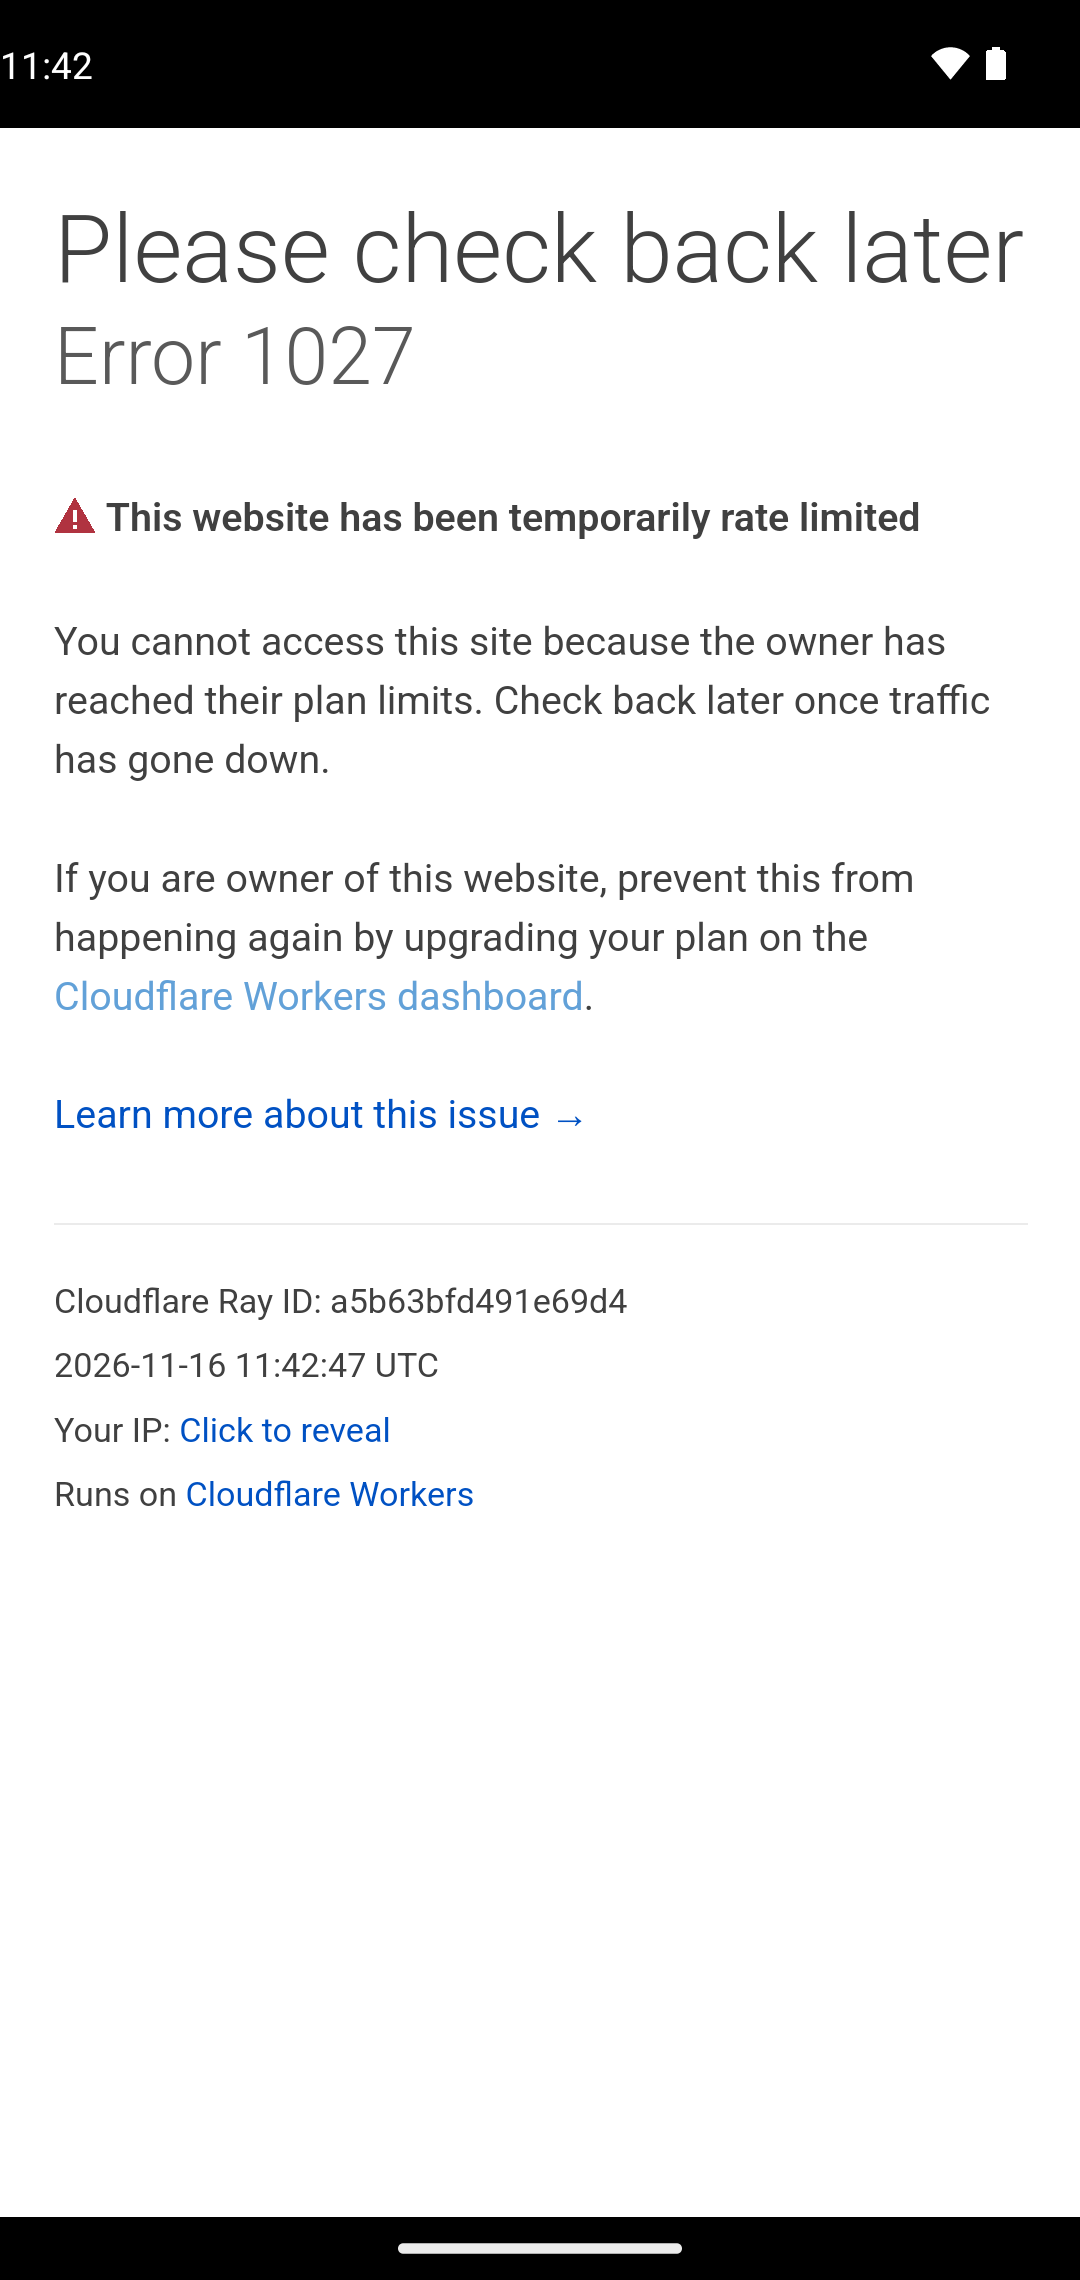 11:42
Please check back later
Error 1027
This website has been temporarily rate limited
You cannot access this site because the owner has
reached their plan limits. Check back later once traffic
has gone down.
If you are owner of this website, prevent this from
happening again by upgrading your plan on the
Cloudflare Workers dashboard.
Learn more about this issue →
Cloudflare Ray ID: a5b63bfd491e69d4
2026-11-16 11:42:47 UTC
Your IP: Click to reveal
Runs on Cloudflare Workers